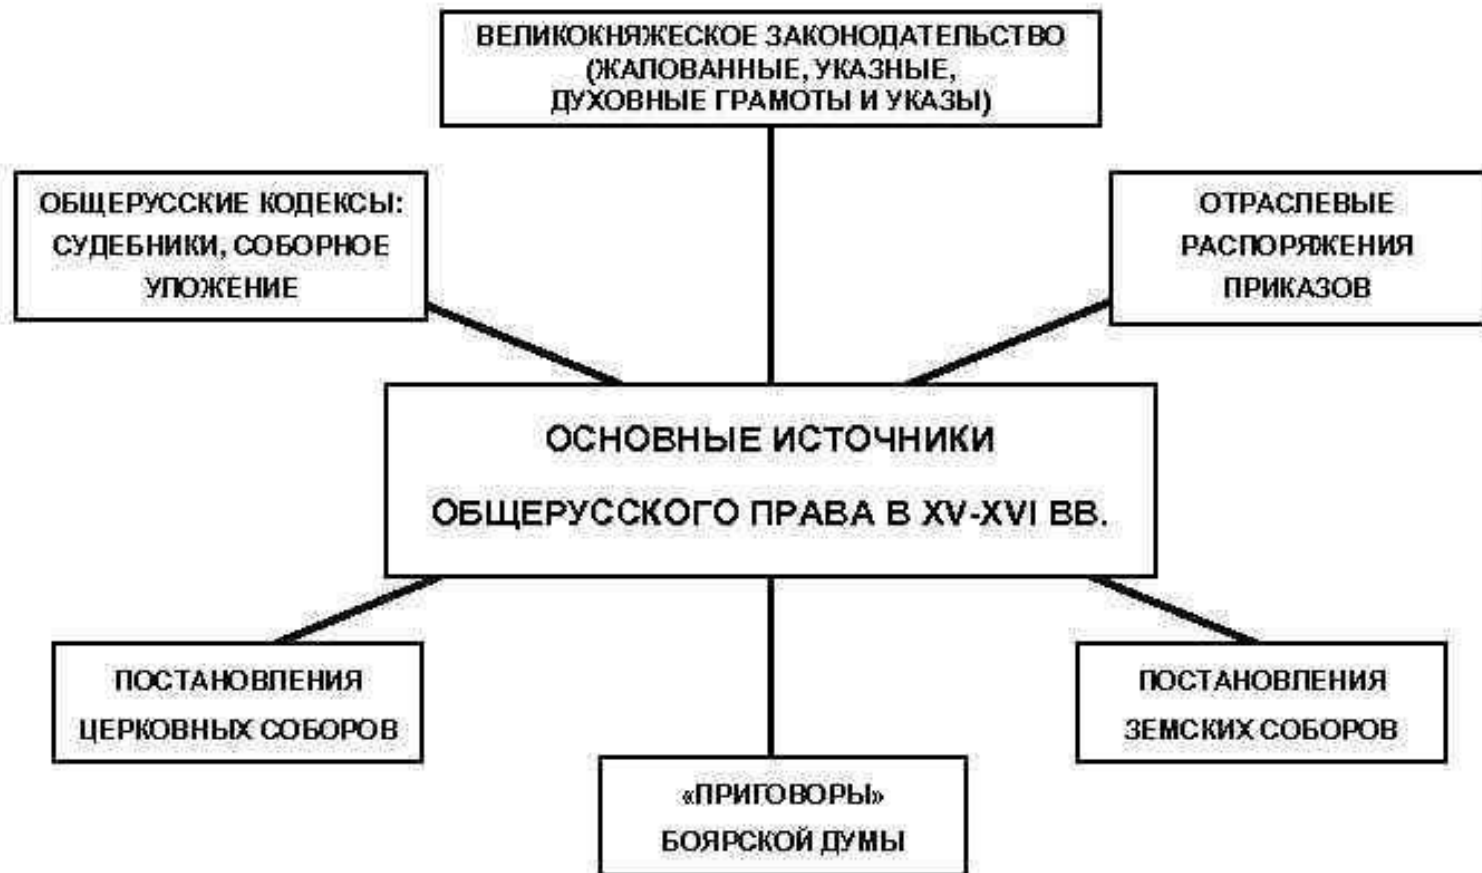 ВЕЛИКОКНЯЖЕСКОЕ ЗАКОНОДАТЕЛЬСТВО
(ЖАЛОВАННЫЕ, УКАЗНЫЕ,
ДУХОВНЫЕ ГРАМОТЫ И УКАЗЫ)
ОБЩЕРУССКИЕ КОДЕКСЫ:
СУДЕБНИКИ, СОБОРНОЕ
УЛОЖЕНИЕ
ОТРАСЛЕВЫЕ
РАСПОРЯЖЕНИЯ
ПРИКАЗОВ
ОСНОВНЫЕ ИСТОЧНИКИ
ОБЩЕРУССКОГО ПРАВА В XV-XVI ВВ.
ПОСТАНОВЛЕНИЯ
ЦЕРКОВНЫХ СОБОРОВ
«ПРИГОВОРЫ»
БОЯРСКОЙ ДУМЫ
ПОСТАНОВЛЕНИЯ
ЗЕМСКИХ СОБОРОВ